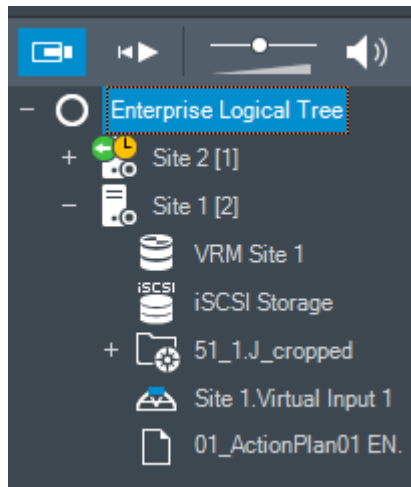 Enterprise Logical Tree
Site 2 [1]
Site 1 [2]
VRM Site 1
iSCSI
iSCSI Storage
51_1.J_cropped
Site 1.Virtual Input 1
01_ActionPlan01 EN.